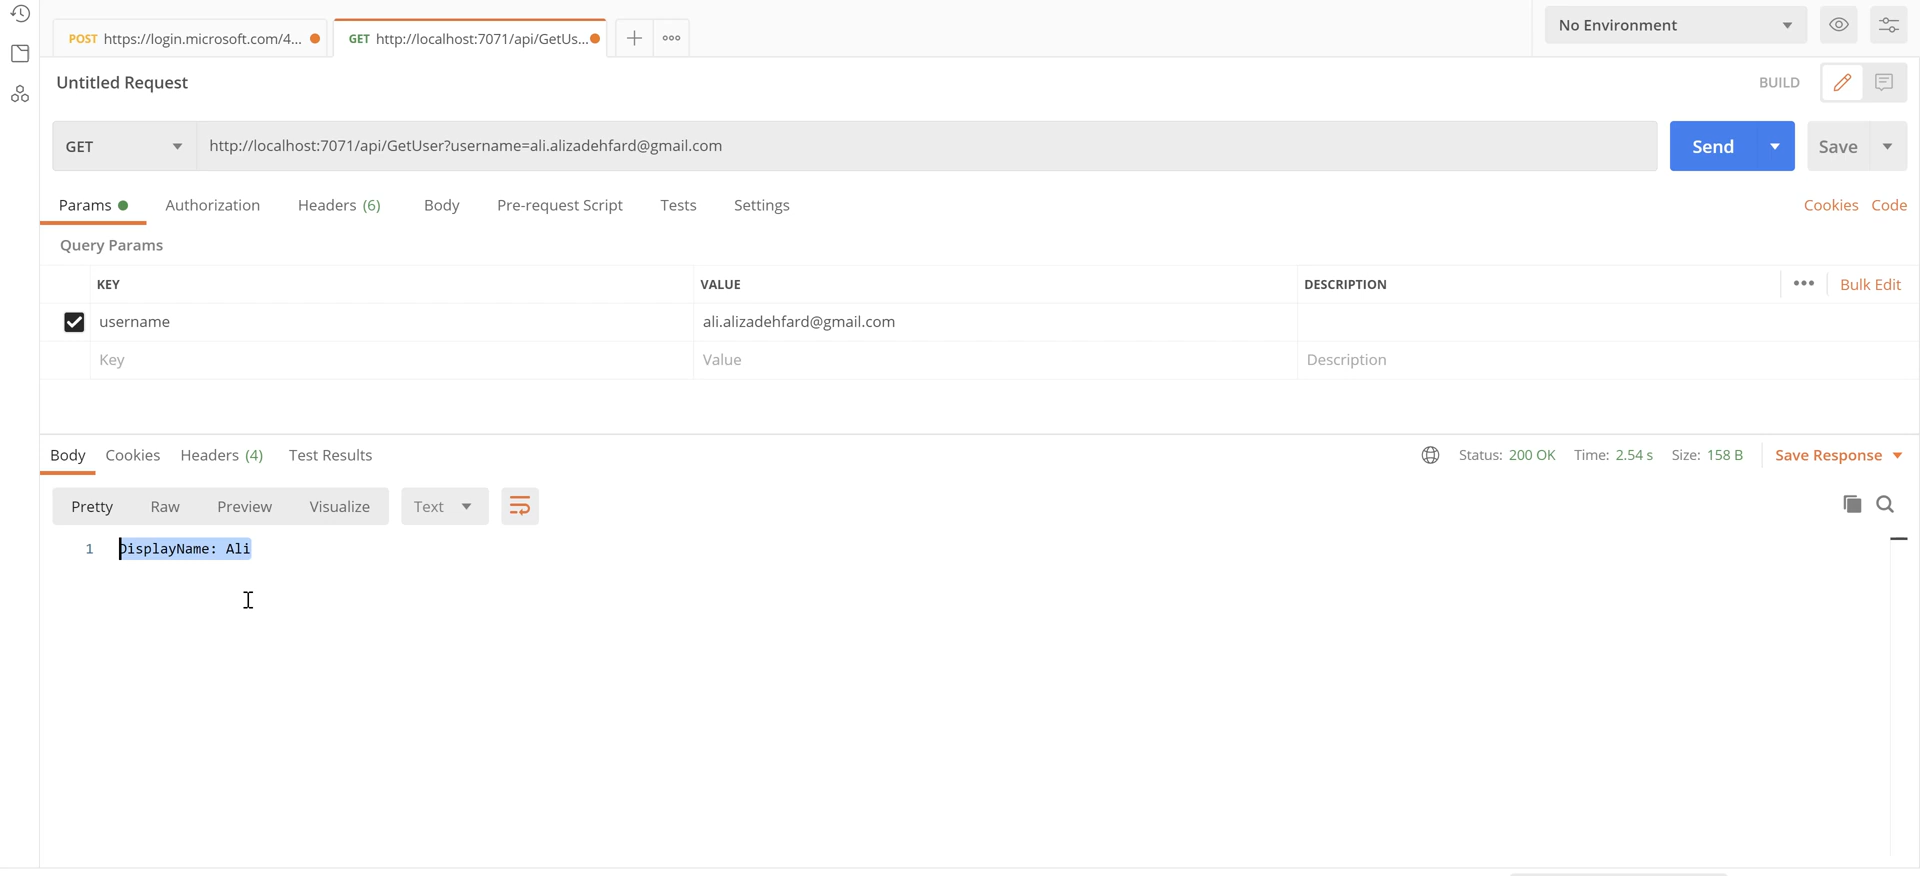 POST https://login.microsoft.com/4... GET http://localhost:7071/api/GetUs... No Environment
Untitled Request BUILD
GET http://localhost:7071/api/GetUser?username=ali.alizadehfard@gmail.com Send Save
Params Authorization Headers (6) Body Pre-request Script Tests Settings Cookies Code
Query Params
KEY VALUE DESCRIPTION Bulk Edit
username ali.alizadehfard@gmail.com
Key Value Description
Body Cookies Headers (4) Test Results Status: 200 OK Time: 2.54 s Size: 158 B Save Response
Pretty Raw Preview Visualize Text
1 DisplayName: Ali